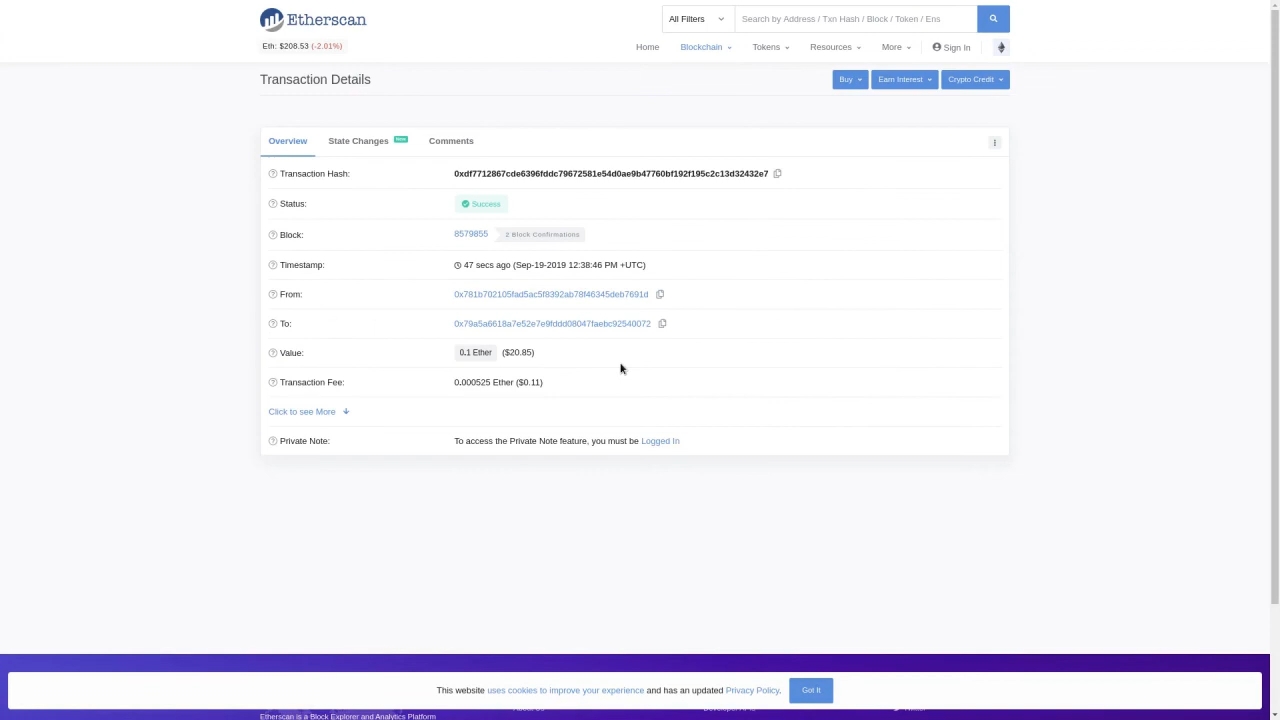 Etherscan
All Filters
Search by Address / Txn Hash / Block / Token / Ens
Eth: $208.53 (-2.01%)
Home Blockchain Tokens Resources More Sign In
Transaction Details
Buy Earn Interest Crypto Credit
Overview State Changes New Comments
Transaction Hash: 0xdf7712867cde6396fddc79672581e54d0ae9b47760bf192f195c2c13d32432e7
Status: Success
Block: 8579855 2 Block Confirmations
Timestamp: 47 secs ago (Sep-19-2019 12:38:46 PM +UTC)
From: 0x781b702105fad5ac5f8392ab78f46345deb7691d
To: 0x79a5a6618a7e52e7e9fddd08047faebc92540072
Value: 0.1 Ether ($20.85)
Transaction Fee: 0.000525 Ether ($0.11)
Click to see More
Private Note: To access the Private Note feature, you must be Logged In
This website uses cookies to improve your experience and has an updated Privacy Policy. Got It
Etherscan is a Block Explorer and Analytics Platform